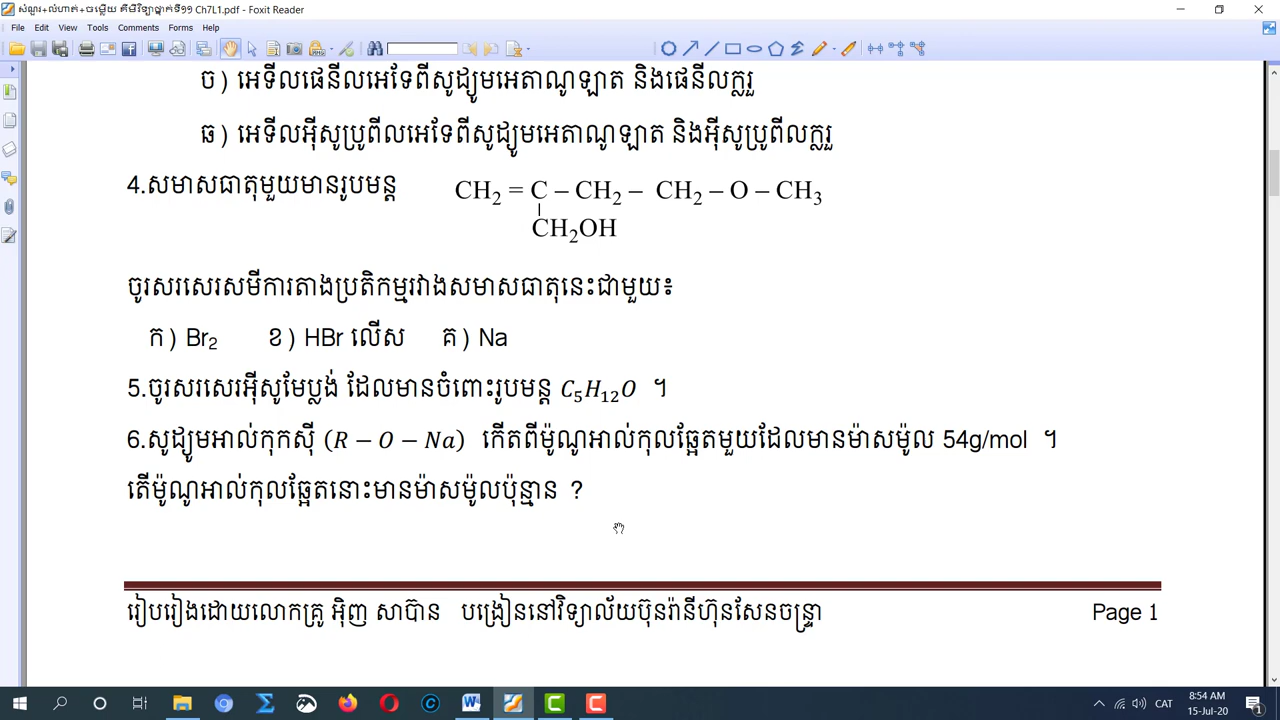 សំណួរ+លំហាត់+ចម្លើយ គីមីវិទ្យាថ្នាក់ទី១១ Ch7L1.pdf - Foxit Reader
File Edit View Tools Comments Forms Help
ច) អេទីលផេនីលអេទែពីសូដ្យូមអេតាណូឡាត និងផេនីលក្លរួ
ឆ) អេទីលអ៊ីសូប្រូពីលអេទែពីសូដ្យូមអេតាណូឡាត និងអ៊ីសូប្រូពីលក្លរួ
4.សមាសធាតុមួយមានរូបមន្ត CH₂ = C – CH₂ – CH₂ – O – CH₃
CH₂OH
ចូរសរសេរសមីការតាងប្រតិកម្មរវាងសមាសធាតុនេះជាមួយ៖
ក) Br₂ ខ) HBr លើស គ) Na
5.ចូរសរសេរអ៊ីសូមែប្លង់ ដែលមានចំពោះរូបមន្ត C₅H₁₂O ។
6.សូដ្យូមអាល់កុកស៊ី (R – O – Na) កើតពីម៉ូណូអាល់កុលឆ្អែតមួយដែលមានម៉ាសម៉ូល 54g/mol ។
តើម៉ូណូអាល់កុលឆ្អែតនោះមានម៉ាសម៉ូលប៉ុន្មាន ?
រៀបរៀងដោយលោកគ្រូ អ៊ិញ សាប៊ាន បង្រៀននៅវិទ្យាល័យប៊ុនរ៉ានីហ៊ុនសែនចន្ទ្រា Page 1
8:54 AM
CAT
15-Jul-20